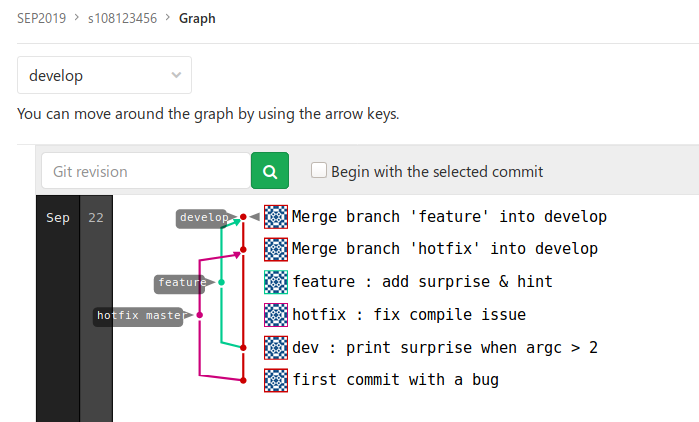 SEP2019 > s108123456 > Graph
develop
You can move around the graph by using the arrow keys.
Git revision
Begin with the selected commit
Sep 22 develop Merge branch 'feature' into develop
Merge branch 'hotfix' into develop
feature feature : add surprise & hint
hotfix master hotfix : fix compile issue
dev : print surprise when argc > 2
first commit with a bug